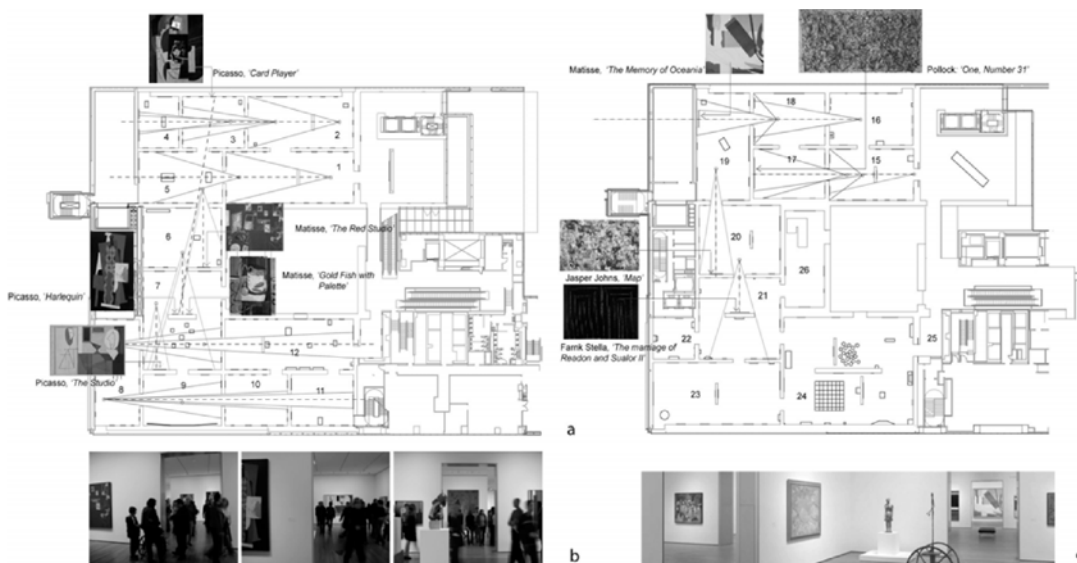 Picasso, 'Card Player'
4
3
2
1
5
6
Matisse, 'The Red Studio'
7
Matisse, 'Gold Fish with
Palette'
Picasso, 'Harlequin'
12
Picasso, 'The Studio'
8
9
10
11
Matisse, 'The Memory of Oceania'
Pollock: 'One, Number 31'
18
16
19
17
15
20
26
Jasper Johns, 'Map'
21
Farnk Stella, 'The marriage of
Readon and Sualor II'
3
22
25
23
24
a
b